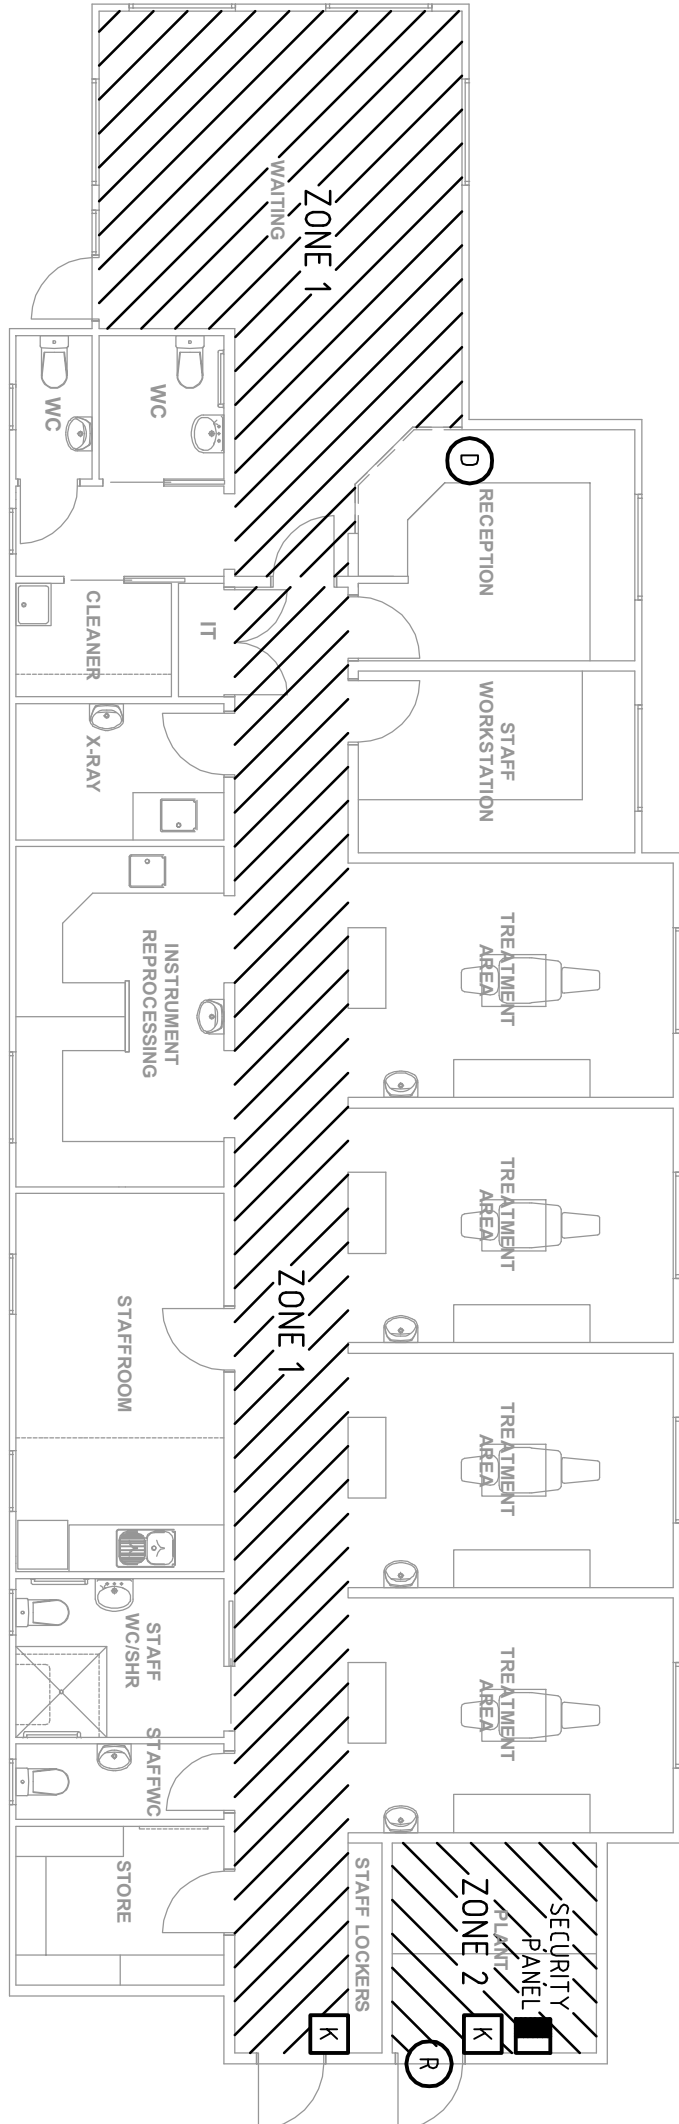 WAITING
ZONE 1
WC
WC
D
RECEPTION
CLEANER
IT
STAFF
WORKSTATION
X-RAY
TREATMENT
AREA
INSTRUMENT
REPROCESSING
TREATMENT
AREA
ZONE 1
STAFFROOM
TREATMENT
AREA
STAFF
WC/SHR
TREATMENT
AREA
STAFFWC
STORE
STAFF LOCKERS
PLANT
ZONE 2
SECURITY
PANEL
K
K
R